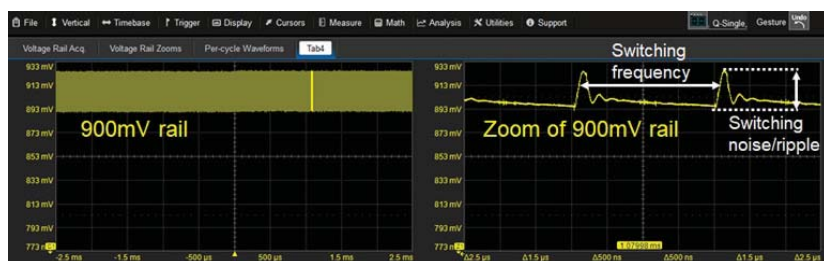 File Vertical Timebase Trigger Display Cursors Measure Math Analysis Utilities Support Q-Single Gesture Undo
Voltage Rail Acq. Voltage Rail Zooms Per-cycle Waveforms Tab4
933 mV
913 mV
893 mV
873 mV
853 mV
833 mV
813 mV
793 mV
773 m
900mV rail
-2.5 ms -1.5 ms -500 µs 500 µs 1.5 ms 2.5 ms
933 mV
913 mV
893 mV
873 mV
853 mV
833 mV
813 mV
793 mV
773 m
Switching
frequency
Zoom of 900mV rail
Switching
noise/ripple
1.07988 ms
Δ2.5 µs Δ1.5 µs Δ500 ns Δ500 ns Δ1.5 µs Δ2.5 µs